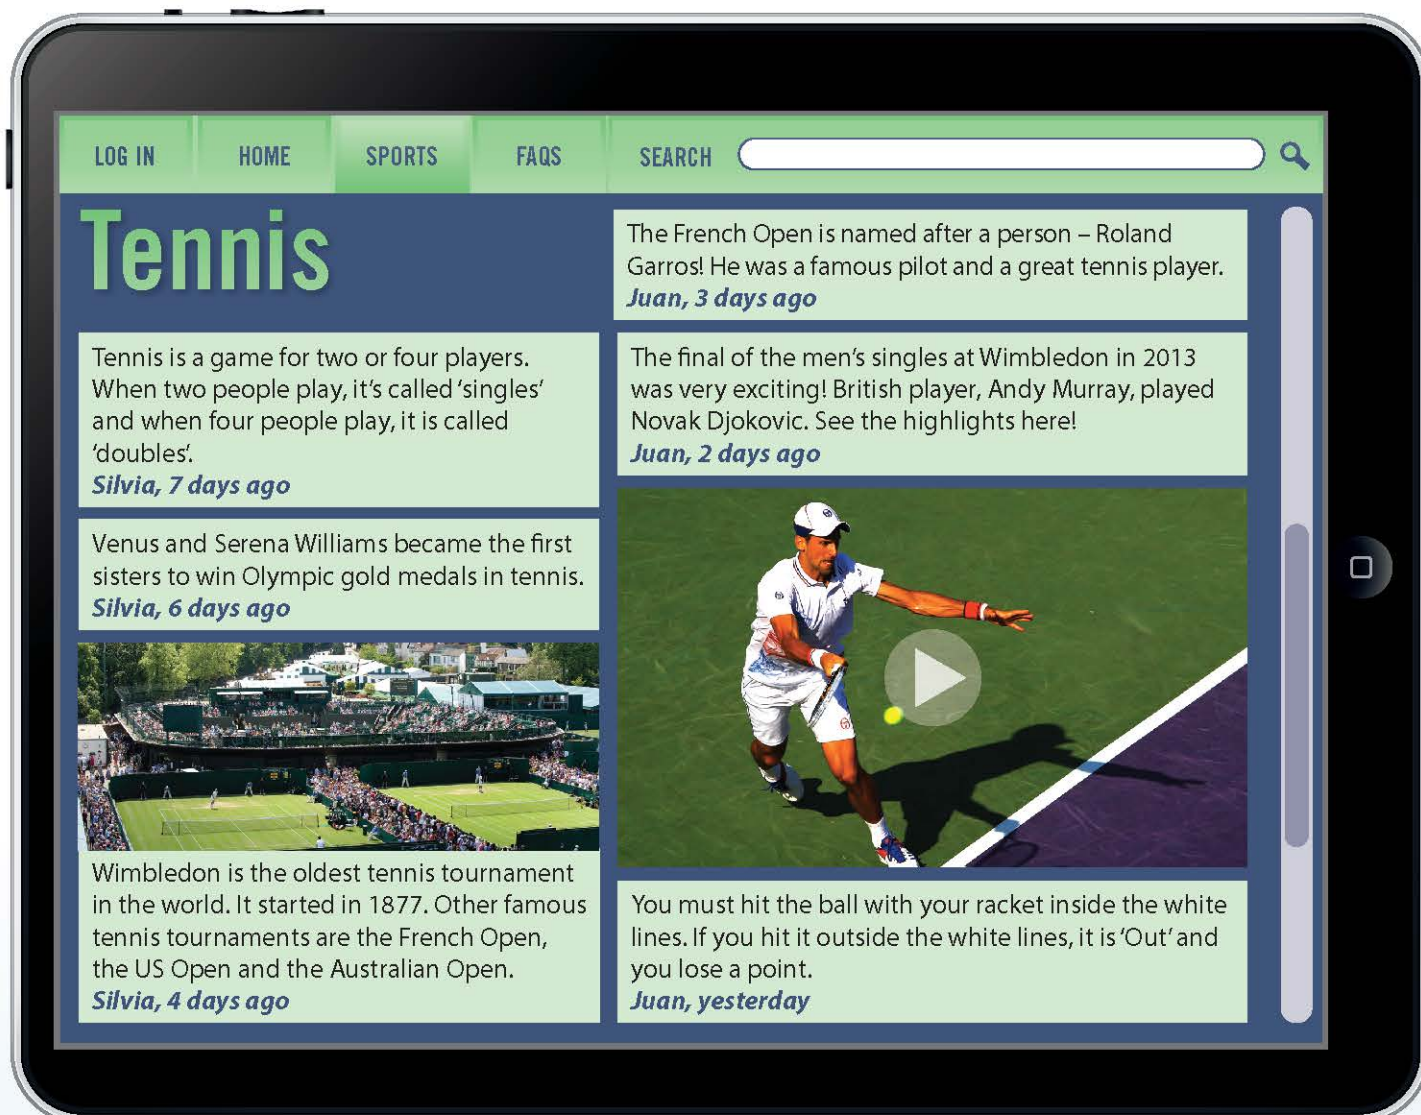 LOG IN
HOME
SPORTS
FAQS
SEARCH
Tennis
Tennis is a game for two or four players.
When two people play, it's called ‘singles’
and when four people play, it is called
‘doubles’.
Silvia, 7 days ago
Venus and Serena Williams became the first
sisters to win Olympic gold medals in tennis.
Silvia, 6 days ago
Wimbledon is the oldest tennis tournament
in the world. It started in 1877. Other famous
tennis tournaments are the French Open,
the US Open and the Australian Open.
Silvia, 4 days ago
The French Open is named after a person – Roland
Garros! He was a famous pilot and a great tennis player.
Juan, 3 days ago
The final of the men’s singles at Wimbledon in 2013
was very exciting! British player, Andy Murray, played
Novak Djokovic. See the highlights here!
Juan, 2 days ago
You must hit the ball with your racket inside the white
lines. If you hit it outside the white lines, it is ‘Out’ and
you lose a point.
Juan, yesterday